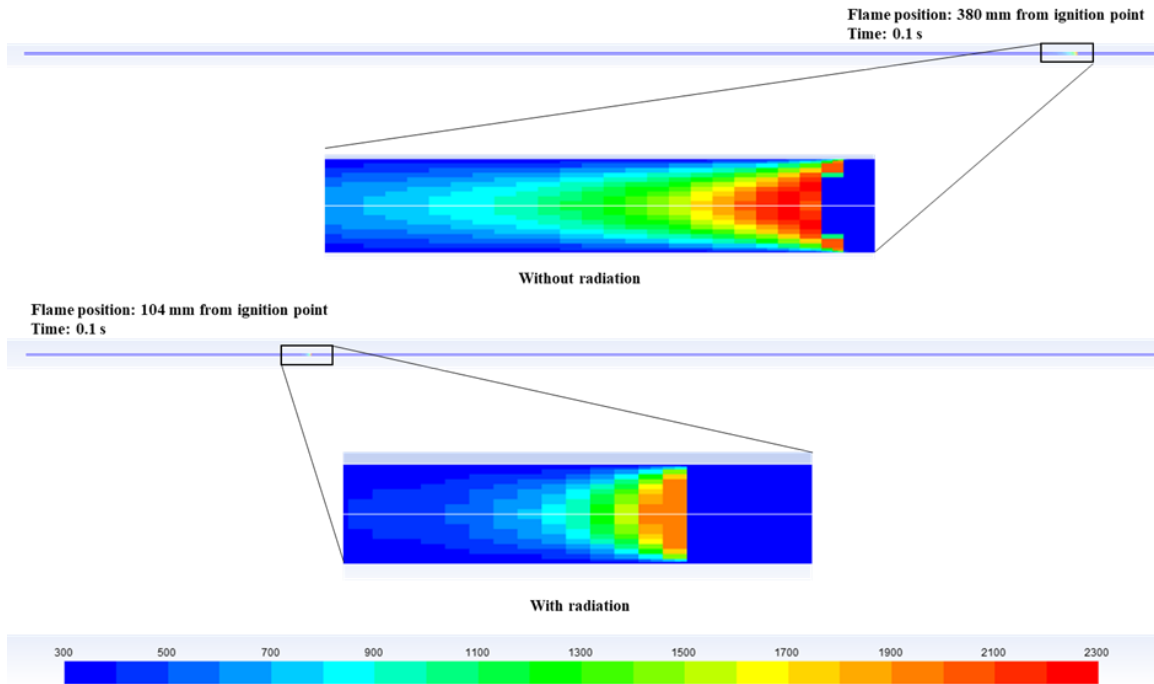 Flame position: 380 mm from ignition point
Time: 0.1 s
Without radiation
Flame position: 104 mm from ignition point
Time: 0.1 s
With radiation
300 500 700 900 1100 1300 1500 1700 1900 2100 2300